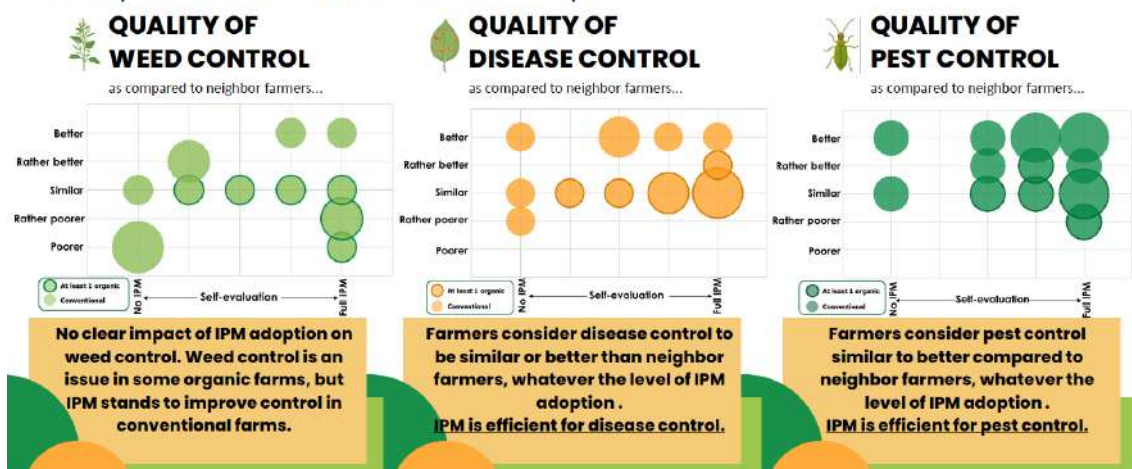 QUALITY OF
WEED CONTROL
as compared to neighbor farmers...
Better
Rather better
Similar
Rather poorer
Poorer
At least 1 organic
Conventional
No IPM
Self-evaluation
Full IPM
No clear impact of IPM adoption on
weed control. Weed control is an
issue in some organic farms, but
IPM stands to improve control in
conventional farms.
QUALITY OF
DISEASE CONTROL
as compared to neighbor farmers...
Better
Rather better
Similar
Rather poorer
Poorer
At least 1 organic
Conventional
No IPM
Self-evaluation
Full IPM
Farmers consider disease control to
be similar or better than neighbor
farmers, whatever the level of IPM
adoption .
IPM is efficient for disease control.
QUALITY OF
PEST CONTROL
as compared to neighbor farmers...
Better
Rather better
Similar
Rather poorer
Poorer
At least 1 organic
Conventional
No IPM
Self-evaluation
Full IPM
Farmers consider pest control
similar to better compared to
neighbor farmers, whatever the
level of IPM adoption .
IPM is efficient for pest control.